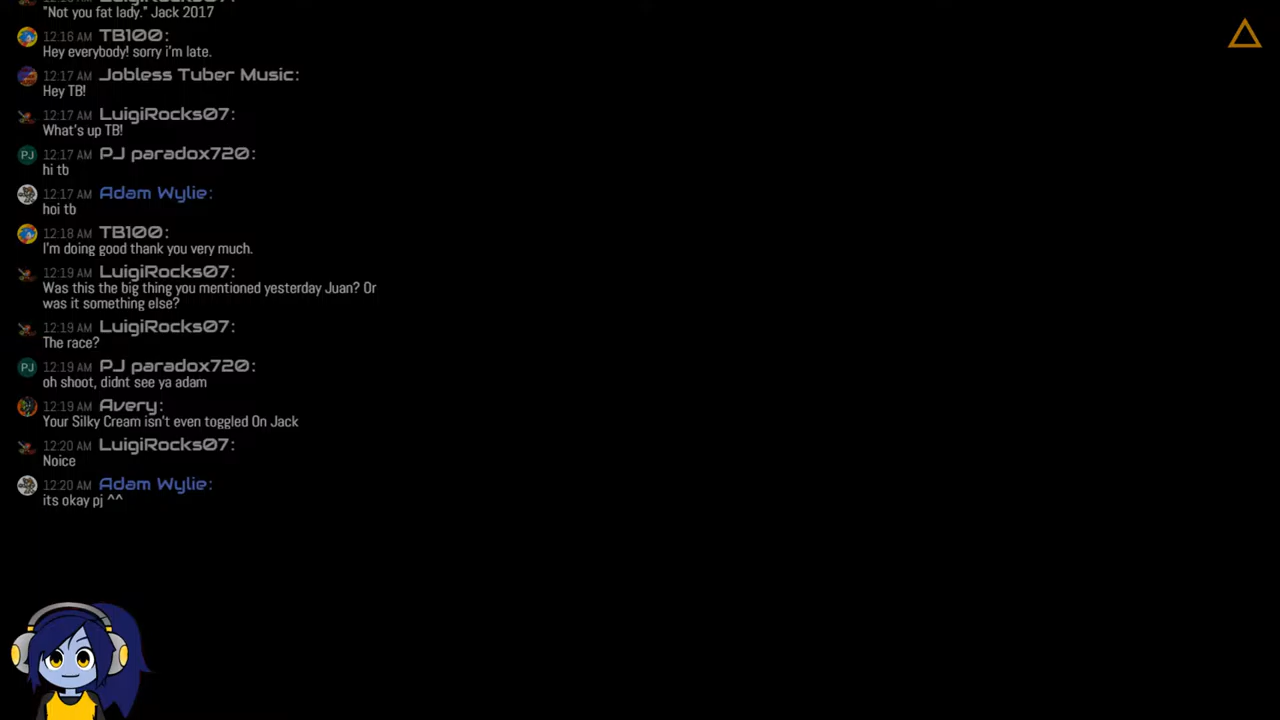 "Not you fat lady." Jack 2017
12:16 AM TB100:
Hey everybody! sorry i'm late.
12:17 AM Jobless Tuber Music:
Hey TB!
12:17 AM LuigiRocks07:
What's up TB!
PJ 12:17 AM PJ paradox720:
hi tb
12:17 AM Adam Wylie:
hoi tb
12:18 AM TB100:
I'm doing good thank you very much.
12:19 AM LuigiRocks07:
Was this the big thing you mentioned yesterday Juan? Or
was it something else?
12:19 AM LuigiRocks07:
The race?
PJ 12:19 AM PJ paradox720:
oh shoot, didnt see ya adam
12:19 AM Avery:
Your Silky Cream isn't even toggled On Jack
12:20 AM LuigiRocks07:
Noice
12:20 AM Adam Wylie:
its okay pj ^^